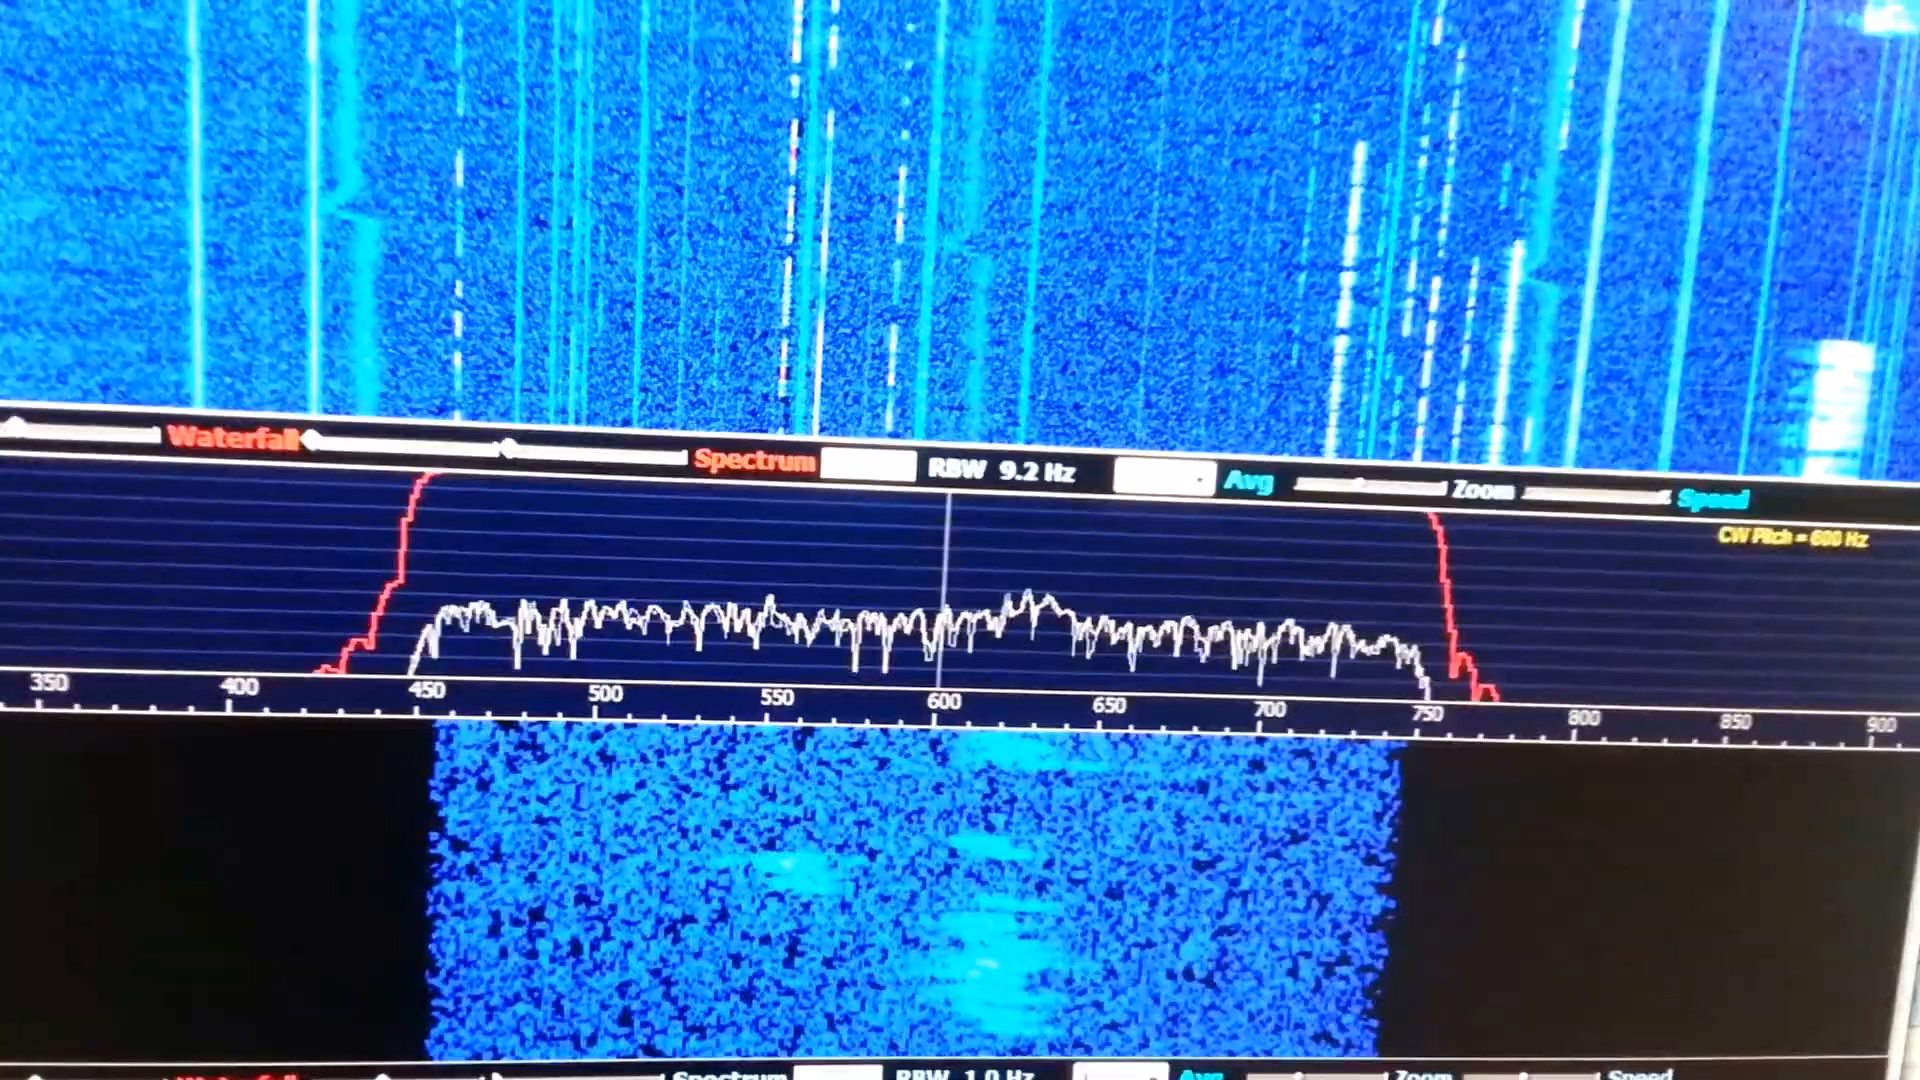 Waterfall Spectrum RBW 9.2 Hz Avg Zoom Speed
CW Pitch = 600 Hz
350 400 450 500 550 600 650 700 750 800 850 900
Waterfall Spectrum RBW 1.0 Hz Avg Zoom Speed